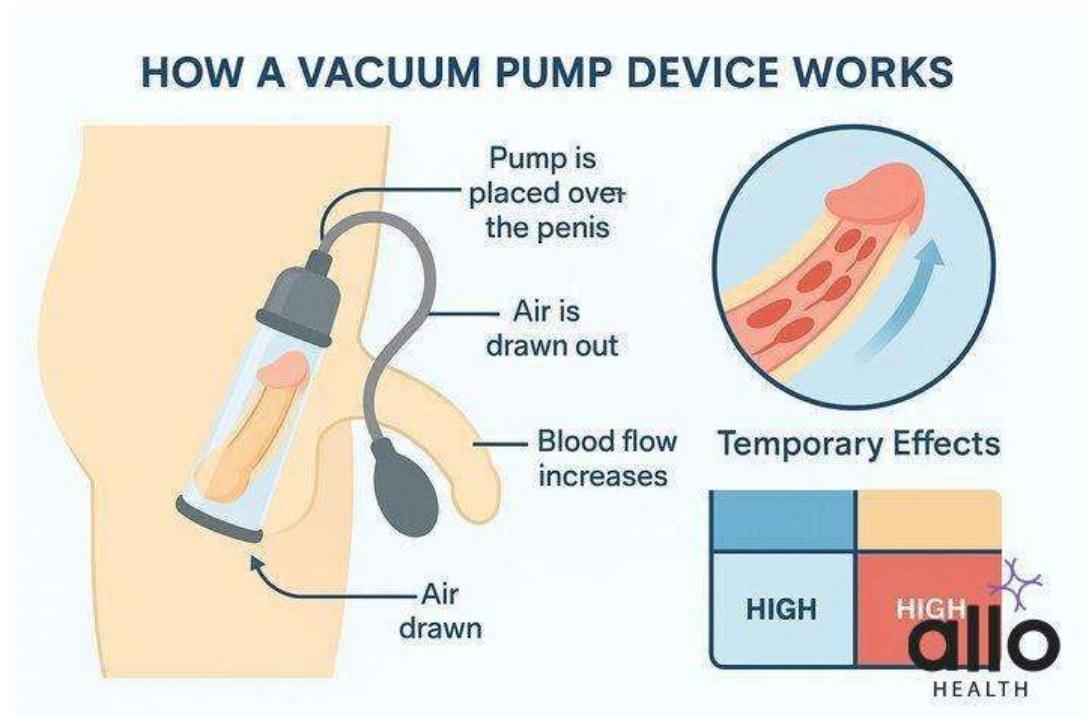 HOW A VACUUM PUMP DEVICE WORKS
Pump is
placed over
the penis
Air is
drawn out
Blood flow
increases
Air
drawn
Temporary Effects
HIGH
HIGH
allo
HEALTH